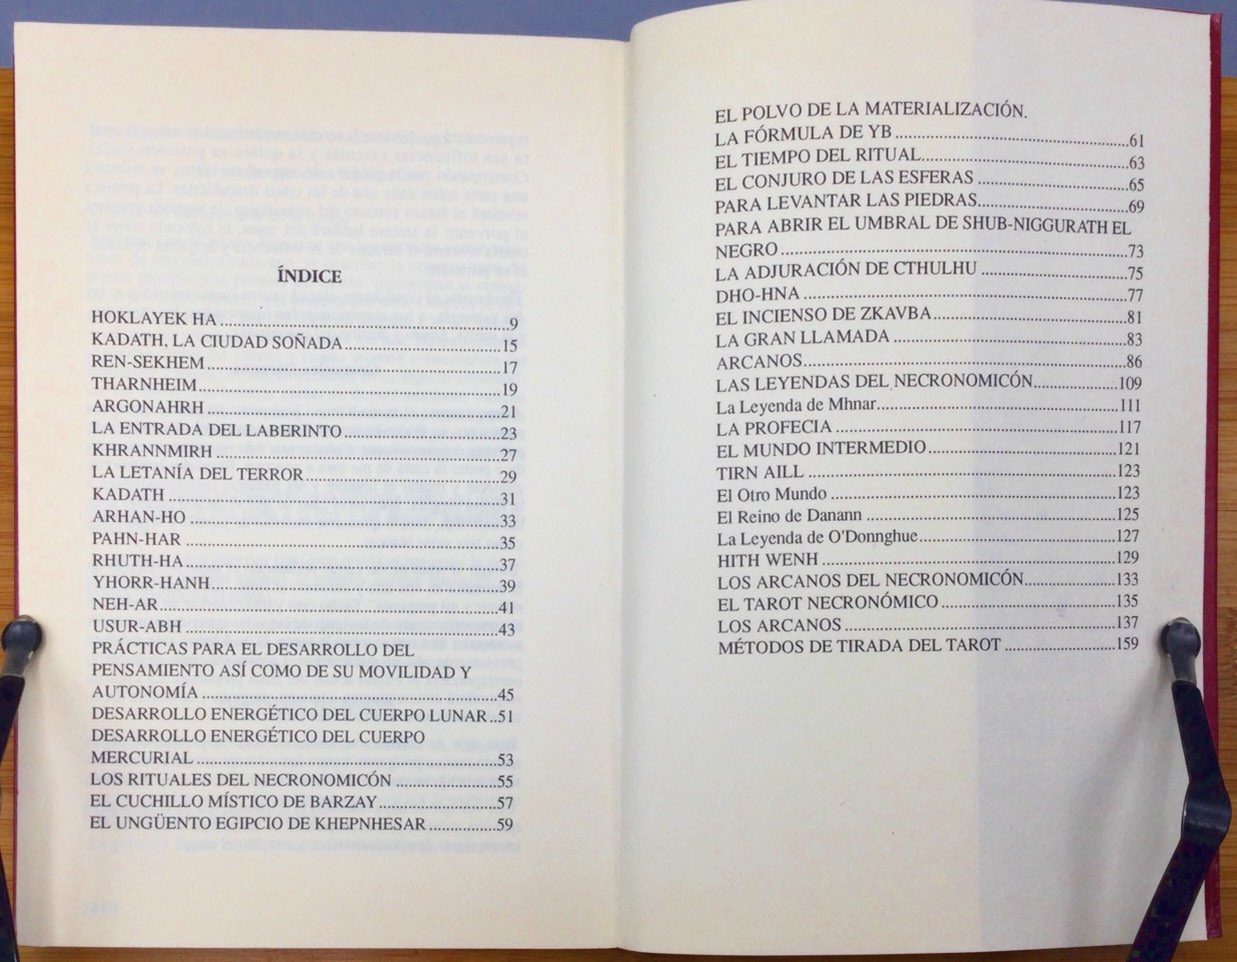 ÍNDICE
HOKLAYEK HA ........ 9
KADATH, LA CIUDAD SOÑADA ........ 15
REN-SEKHEM ........ 17
THARNHEIM ........ 19
ARGONAHRH ........ 21
LA ENTRADA DEL LABERINTO ........ 23
KHRANNMIRH ........ 27
LA LETANÍA DEL TERROR ........ 29
KADATH ........ 31
ARHAN-HO ........ 33
PAHN-HAR ........ 35
RHUTH-HA ........ 37
YHORR-HANH ........ 39
NEH-AR ........ 41
USUR-ABH ........ 43
PRÁCTICAS PARA EL DESARROLLO DEL
PENSAMIENTO ASÍ COMO DE SU MOVILIDAD Y
AUTONOMÍA ........ 45
DESARROLLO ENERGÉTICO DEL CUERPO LUNAR ..51
DESARROLLO ENERGÉTICO DEL CUERPO
MERCURIAL ........ 53
LOS RITUALES DEL NECRONOMICÓN ........ 55
EL CUCHILLO MÍSTICO DE BARZAY ........ 57
EL UNGÜENTO EGIPCIO DE KHEPNHESAR ........ 59
EL POLVO DE LA MATERIALIZACIÓN.
LA FÓRMULA DE YB ........ 61
EL TIEMPO DEL RITUAL ........ 63
EL CONJURO DE LAS ESFERAS ........ 65
PARA LEVANTAR LAS PIEDRAS ........ 69
PARA ABRIR EL UMBRAL DE SHUB-NIGGURATH EL
NEGRO ........ 73
LA ADJURACIÓN DE CTHULHU ........ 75
DHO-HNA ........ 77
EL INCIENSO DE ZKAVBA ........ 81
LA GRAN LLAMADA ........ 83
ARCANOS ........ 86
LAS LEYENDAS DEL NECRONOMICÓN ........ 109
La Leyenda de Mhnar ........ 111
LA PROFECIA ........ 117
EL MUNDO INTERMEDIO ........ 121
TIRN AILL ........ 123
El Otro Mundo ........ 123
El Reino de Danann ........ 125
La Leyenda de O'Donnghue ........ 127
HITH WENH ........ 129
LOS ARCANOS DEL NECRONOMICÓN ........ 133
EL TAROT NECRONÓMICO ........ 135
LOS ARCANOS ........ 137
MÉTODOS DE TIRADA DEL TAROT ........ 159